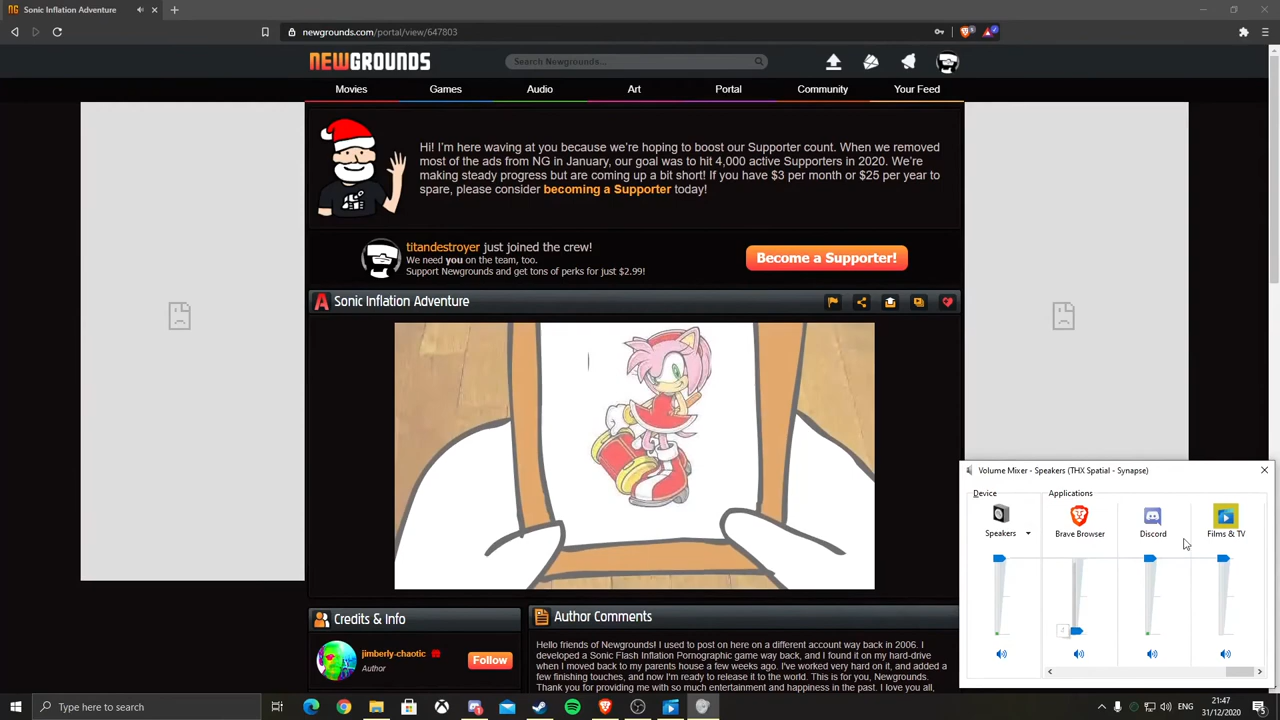 Sonic Inflation Adventure
newgrounds.com/portal/view/647803
NEWGROUNDS
Search Newgrounds...
Movies
Games
Audio
Art
Portal
Community
Your Feed
Hi! I'm here waving at you because we're hoping to boost our Supporter count. When we removed
most of the ads from NG in January, our goal was to hit 4,000 active Supporters in 2020. We're
making steady progress but are coming up a bit short! If you have $3 per month or $25 per year to
spare, please consider becoming a Supporter today!
titandestroyer just joined the crew!
We need you on the team, too.
Support Newgrounds and get tons of perks for just $2.99!
Become a Supporter!
A Sonic Inflation Adventure
Volume Mixer - Speakers (THX Spatial - Synapse)
Device
Applications
Speakers
Brave Browser
Discord
Films & TV
4
Credits & Info
jimberly-chaotic
Author
Follow
Author Comments
Hello friends of Newgrounds! I used to post on here on a different account way back in 2006. I
developed a Sonic Flash Inflation Pornographic game way back, and I found it on my hard-drive
when I moved back to my parents house a few weeks ago. I've worked very hard on it, and added a
few finishing touches, and now I'm ready to release it to the world. This is for you, Newgrounds.
Thank you for providing me with so much entertainment and happiness in the past. I love you all,
Type here to search
ENG
21:47
31/12/2020